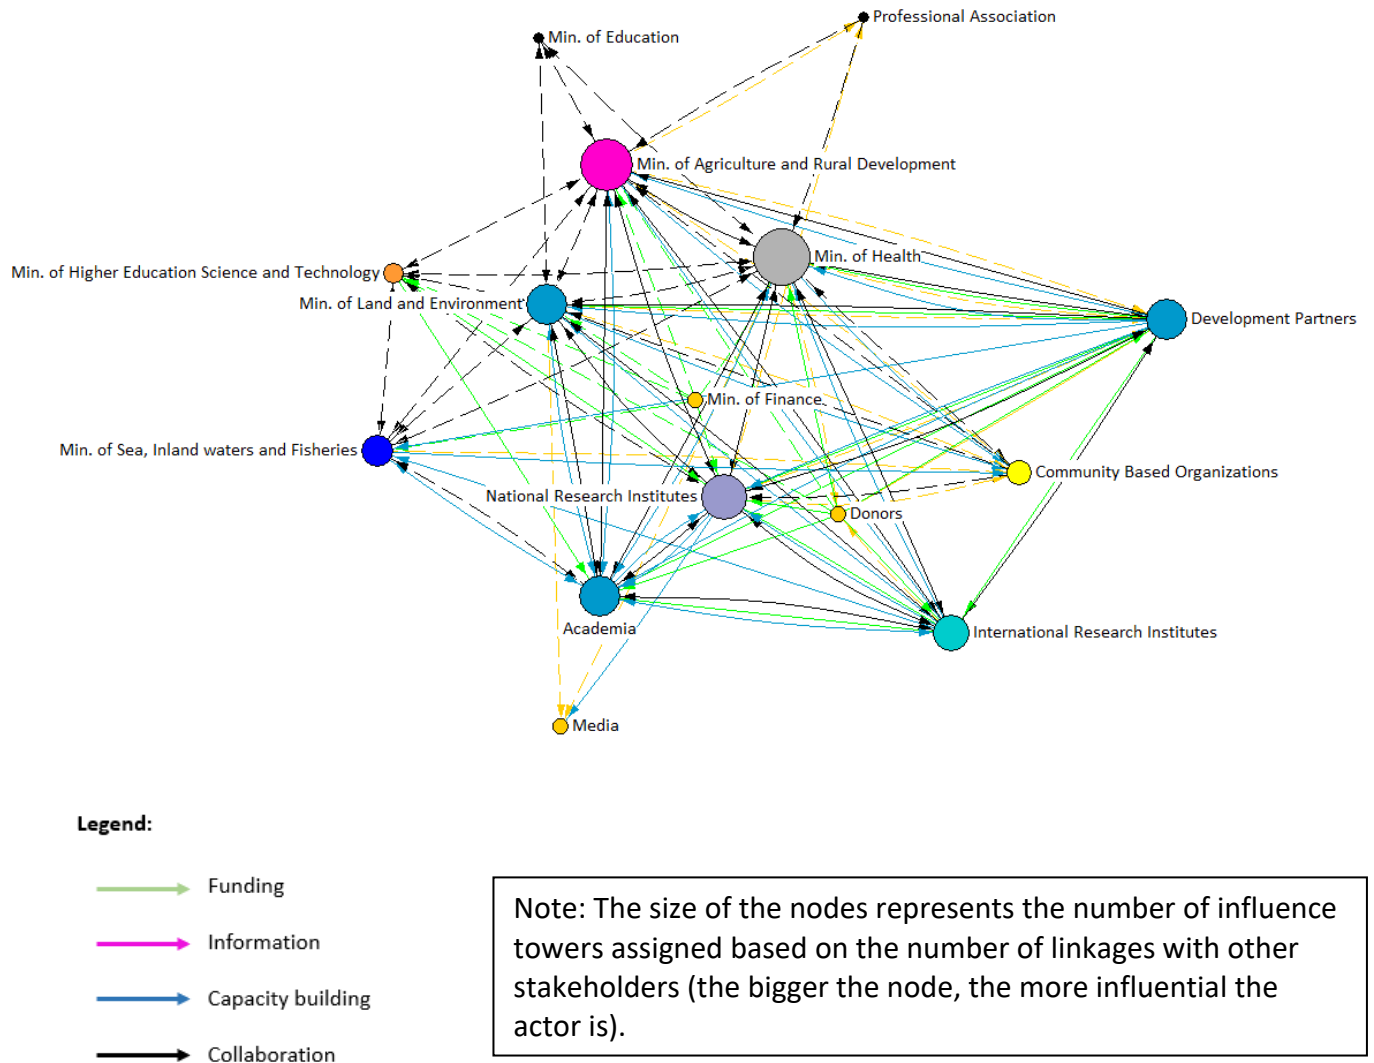 Professional Association
Min. of Education
Min. of Agriculture and Rural Development
Min. of Health
Min. of Higher Education Science and Technology
Min. of Land and Environment
Development Partners
Min. of Finance
Min. of Sea, Inland waters and Fisheries
Community Based Organizations
National Research Institutes
Donors
Academia
International Research Institutes
Media
Legend:
Funding
Information
Capacity building
Collaboration
Note: The size of the nodes represents the number of influence
towers assigned based on the number of linkages with other
stakeholders (the bigger the node, the more influential the
actor is).